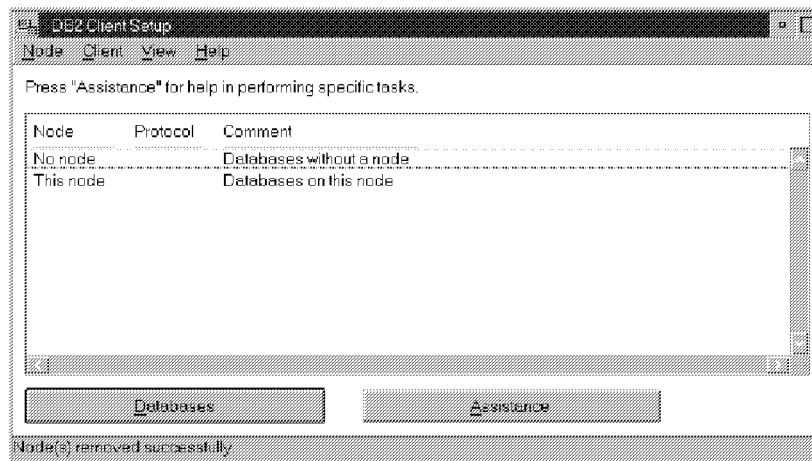 DB2 Client Setup
Node Client View Help
Press "Assistance" for help in performing specific tasks.
Node Protocol Comment
No node Databases without a node
This node Databases on this node
Databases Assistance
Node(s) removed successfully.